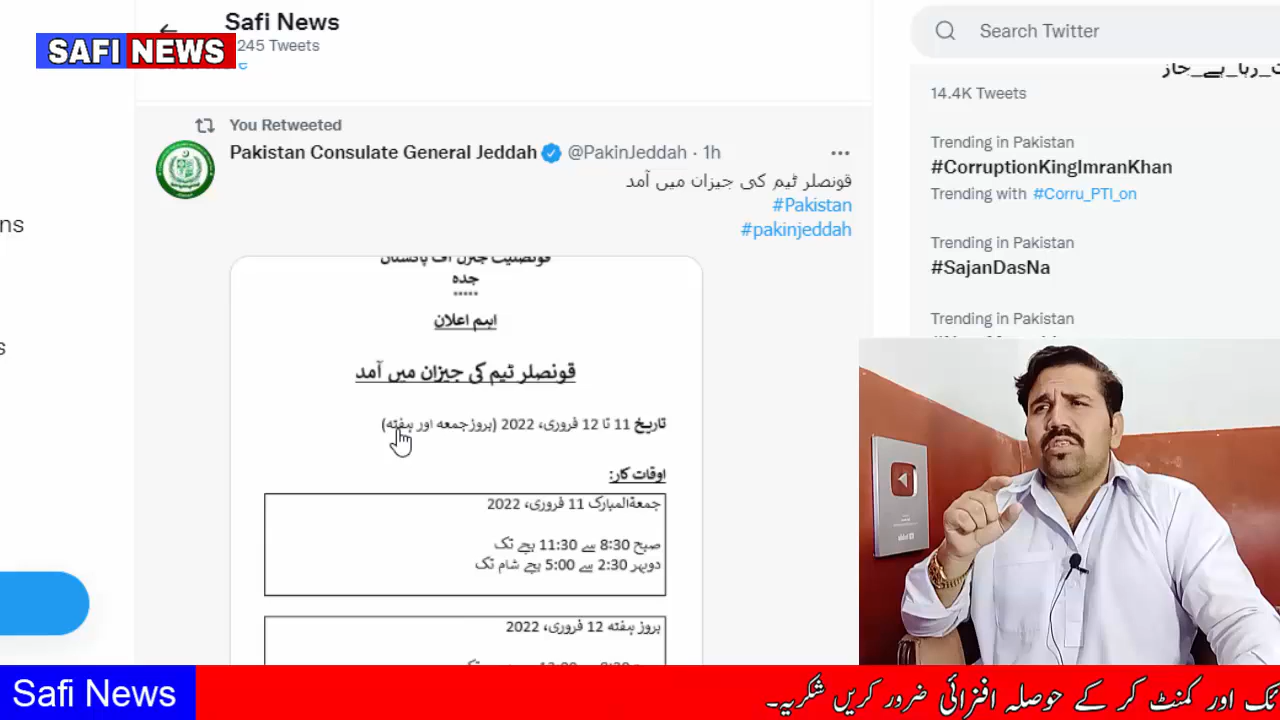 Safi News
245 Tweets
SAFI NEWS
Search Twitter
14.4K Tweets
You Retweeted
Pakistan Consulate General Jeddah @PakinJeddah · 1h
قونصلر ٹیم کی جیزان میں آمد
#Pakistan
#pakinjeddah
قونصلیٹ جنرل آف پاکستان
جدہ
*****
اہم اعلان
قونصلر ٹیم کی جیزان میں آمد
تاریخ 11 تا 12 فروری، 2022 (بروز جمعہ اور ہفتہ)
اوقات کار:
جمعۃالمبارک 11 فروری، 2022
صبح 8:30 سے 11:30 بجے تک
دوپہر 2:30 سے 5:00 بجے شام تک
بروز ہفتہ 12 فروری، 2022
Trending in Pakistan
#CorruptionKingImranKhan
Trending with #Corru_PTI_on
Trending in Pakistan
#SajanDasNa
Trending in Pakistan
ns
s
Safi News
اور کمنٹ کر کے حوصلہ افزائی ضرور کریں شکریہ۔